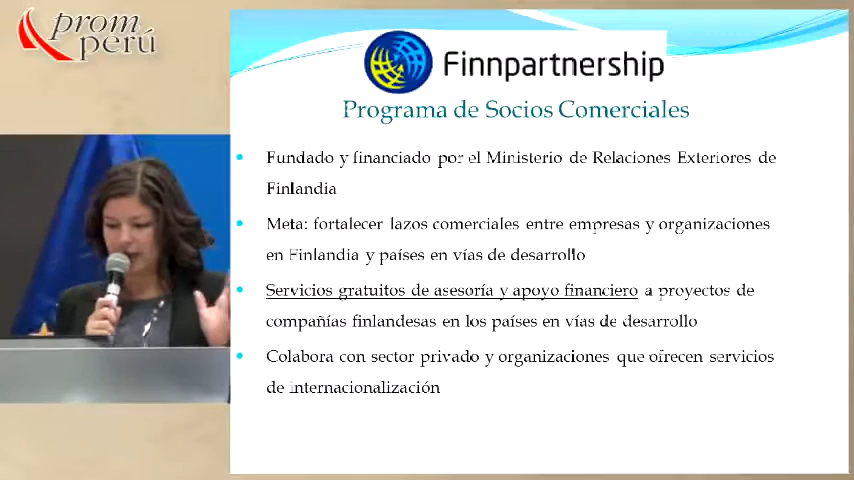 prom
perú
Finnpartnership
Programa de Socios Comerciales
Fundado y financiado por el Ministerio de Relaciones Exteriores de
Finlandia
Meta: fortalecer lazos comerciales entre empresas y organizaciones
en Finlandia y países en vías de desarrollo
Servicios gratuitos de asesoría y apoyo financiero a proyectos de
compañías finlandesas en los países en vías de desarrollo
Colabora con sector privado y organizaciones que ofrecen servicios
de internacionalización